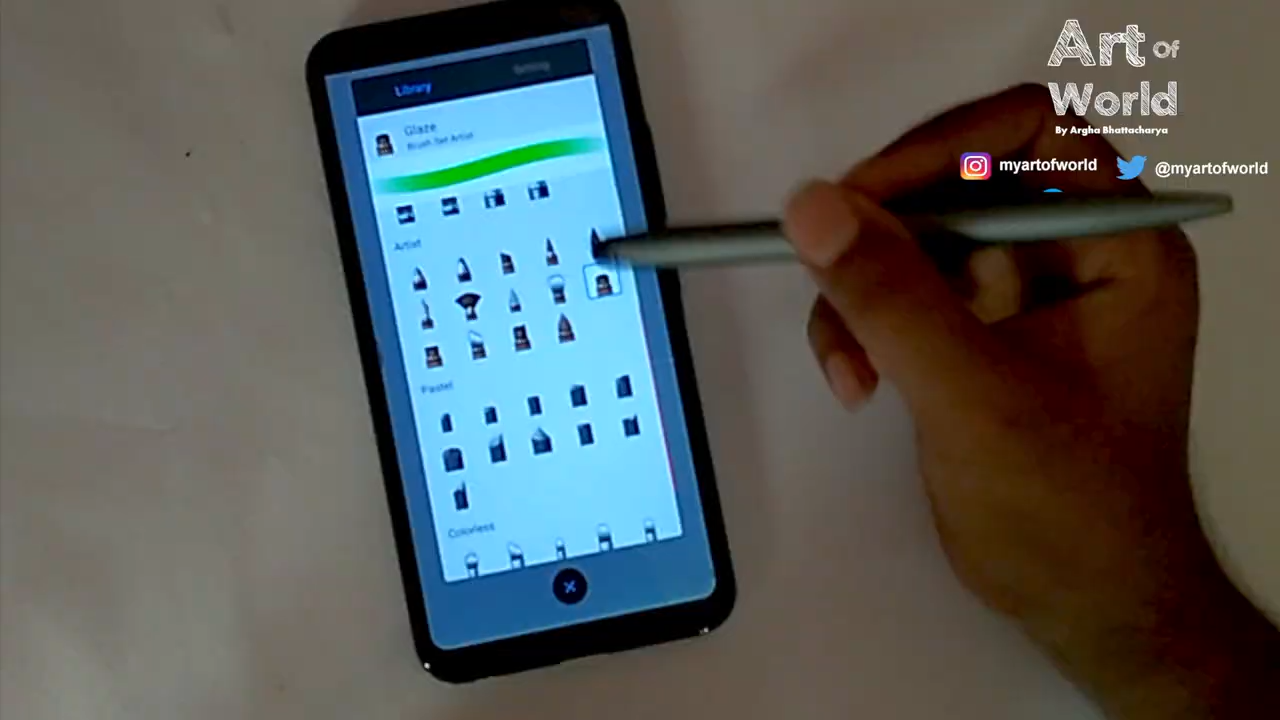 Art OF
World
By Argha Bhattacharya
myartofworld
@myartofworld
Library
Glaze
Brush Set Artist
Artist
Pastel
Colorless